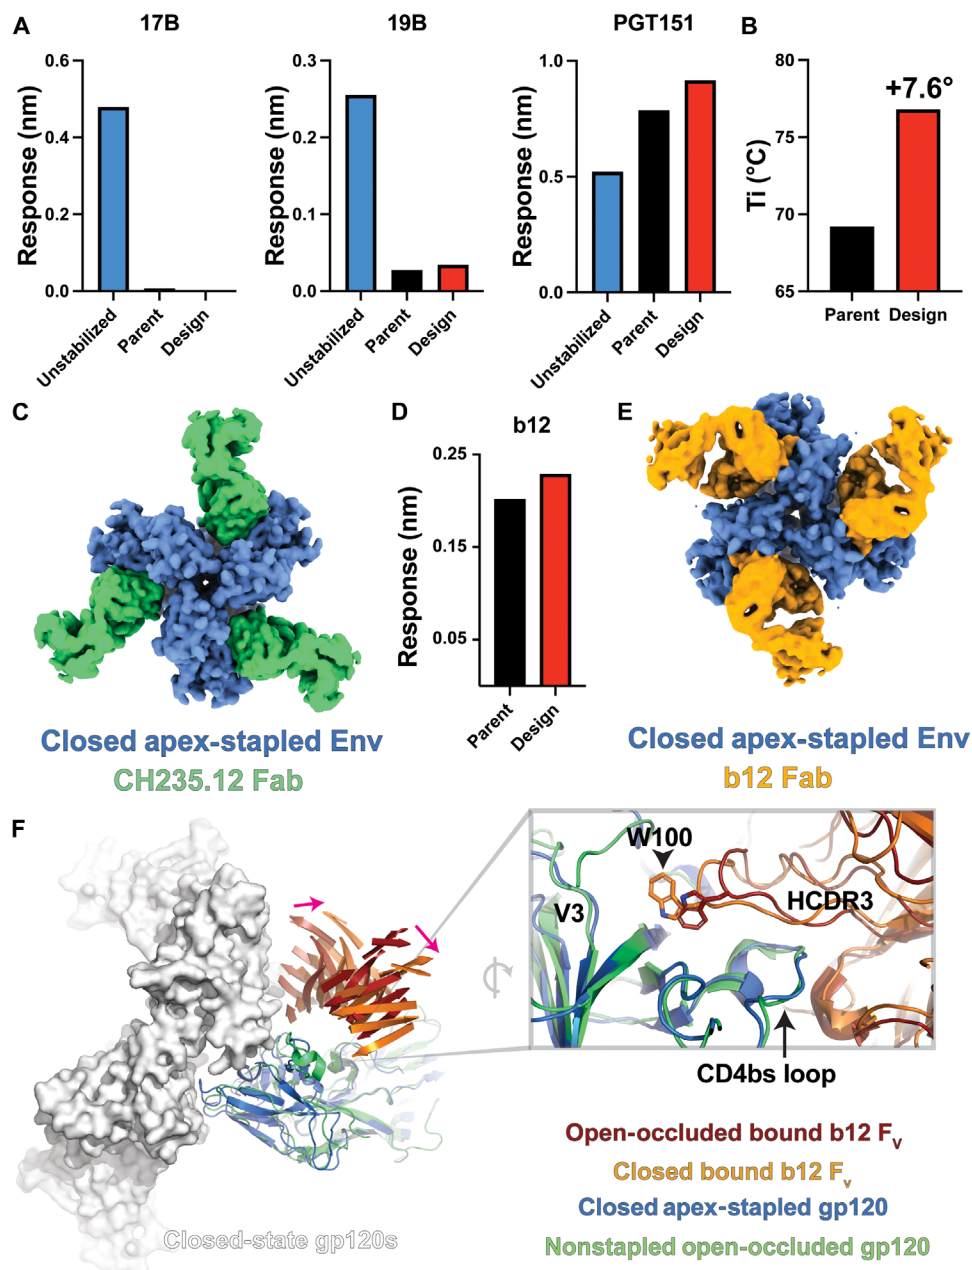 A
17B
19B
PGT151
B
Response (nm)
0.6
0.4
0.2
0.0
Unstabilized
Parent
Design
Response (nm)
0.3
0.2
0.1
0.0
Unstabilized
Parent
Design
Response (nm)
1.0
0.5
0.0
Unstabilized
Parent
Design
Ti (°C)
80
75
70
65
+7.6°
Parent
Design
C
Closed apex-stapled Env
CH235.12 Fab
D
b12
Response (nm)
0.25
0.15
0.05
Parent
Design
E
Closed apex-stapled Env
b12 Fab
F
Closed-state gp120s
W100
V3
HCDR3
CD4bs loop
Open-occluded bound b12 Fv
Closed bound b12 Fv
Closed apex-stapled gp120
Nonstapled open-occluded gp120